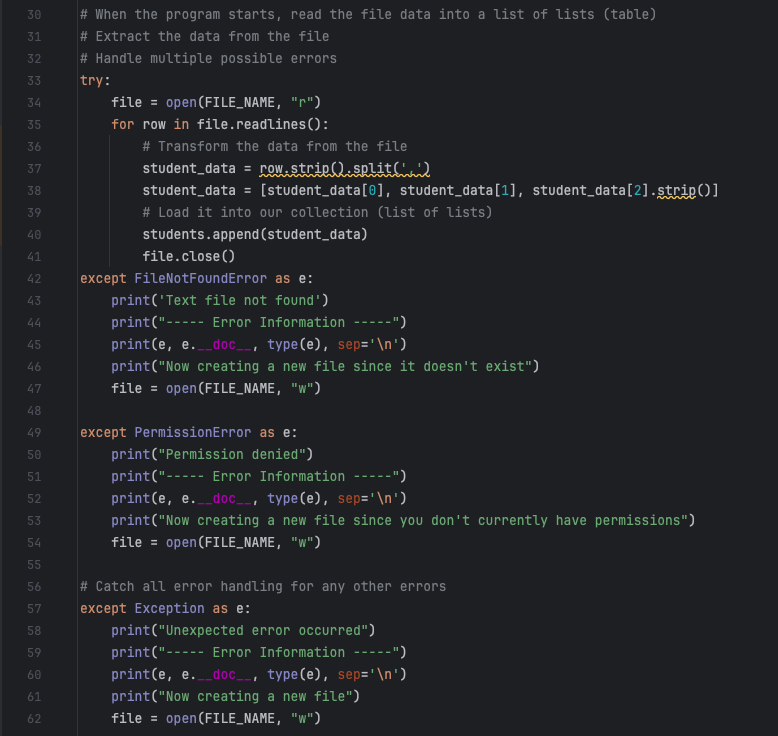 30 # When the program starts, read the file data into a list of lists (table)
31 # Extract the data from the file
32 # Handle multiple possible errors
33 try:
34     file = open(FILE_NAME, "r")
35     for row in file.readlines():
36         # Transform the data from the file
37         student_data = row.strip().split(',')
38         student_data = [student_data[0], student_data[1], student_data[2].strip()]
39         # Load it into our collection (list of lists)
40         students.append(student_data)
41         file.close()
42 except FileNotFoundError as e:
43     print('Text file not found')
44     print("----- Error Information -----")
45     print(e, e.__doc__, type(e), sep='\n')
46     print("Now creating a new file since it doesn't exist")
47     file = open(FILE_NAME, "w")
48
49 except PermissionError as e:
50     print("Permission denied")
51     print("----- Error Information -----")
52     print(e, e.__doc__, type(e), sep='\n')
53     print("Now creating a new file since you don't currently have permissions")
54     file = open(FILE_NAME, "w")
55
56 # Catch all error handling for any other errors
57 except Exception as e:
58     print("Unexpected error occurred")
59     print("----- Error Information -----")
60     print(e, e.__doc__, type(e), sep='\n')
61     print("Now creating a new file")
62     file = open(FILE_NAME, "w")